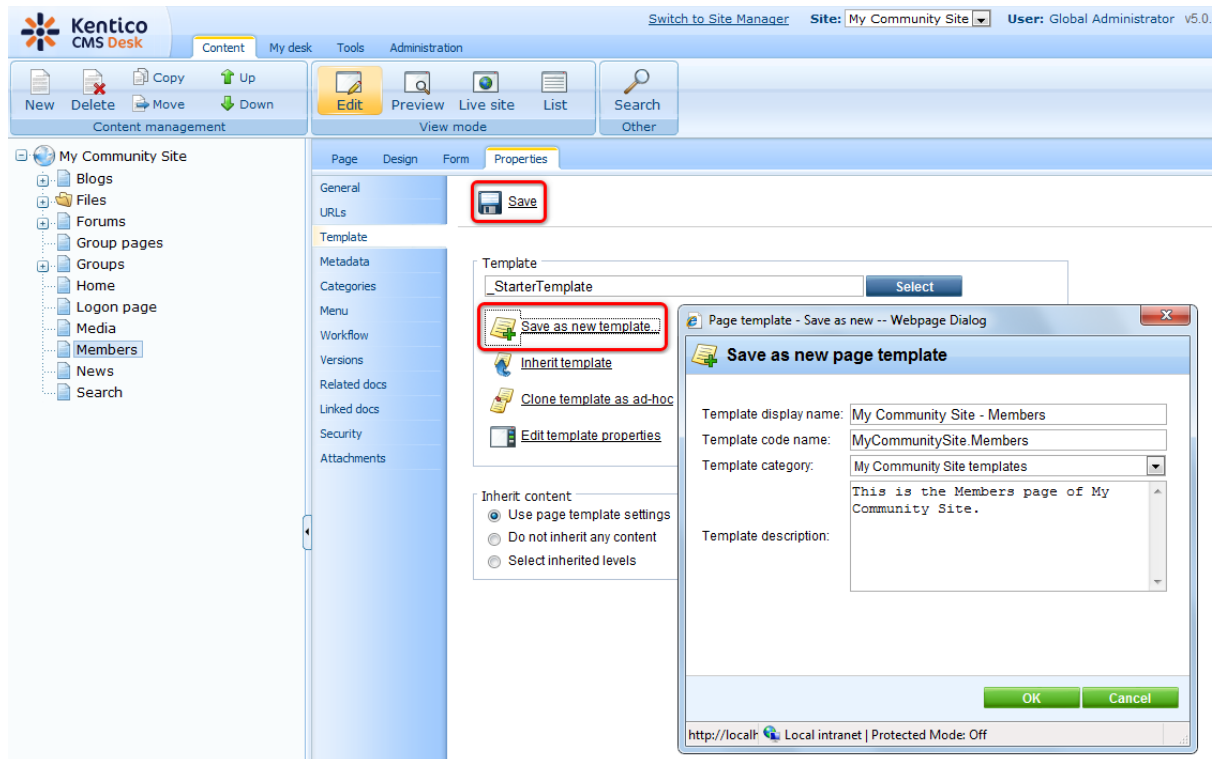 Kentico
CMS Desk
Switch to Site Manager Site: My Community Site User: Global Administrator v5.0.
Content My desk Tools Administration
New Delete Copy Move Up Down
Content management
Edit Preview Live site List
View mode
Search
Other
My Community Site
Blogs
Files
Forums
Group pages
Groups
Home
Logon page
Media
Members
News
Search
Page Design Form Properties
General
URLs
Template
Metadata
Categories
Menu
Workflow
Versions
Related docs
Linked docs
Security
Attachments
Save
Template
_StarterTemplate Select
Save as new template...
Inherit template
Clone template as ad-hoc
Edit template properties
Inherit content
Use page template settings
Do not inherit any content
Select inherited levels
Page template - Save as new -- Webpage Dialog
Save as new page template
Template display name: My Community Site - Members
Template code name: MyCommunitySite.Members
Template category: My Community Site templates
Template description:
This is the Members page of My
Community Site.
OK Cancel
http://localh Local intranet | Protected Mode: Off